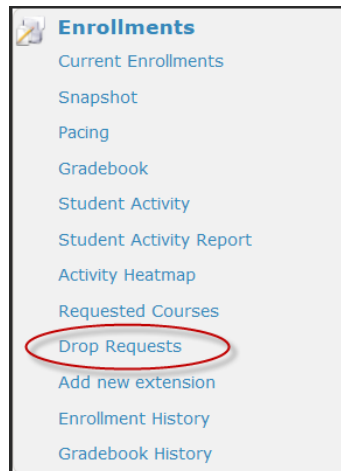 Enrollments
Current Enrollments
Snapshot
Pacing
Gradebook
Student Activity
Student Activity Report
Activity Heatmap
Requested Courses
Drop Requests
Add new extension
Enrollment History
Gradebook History